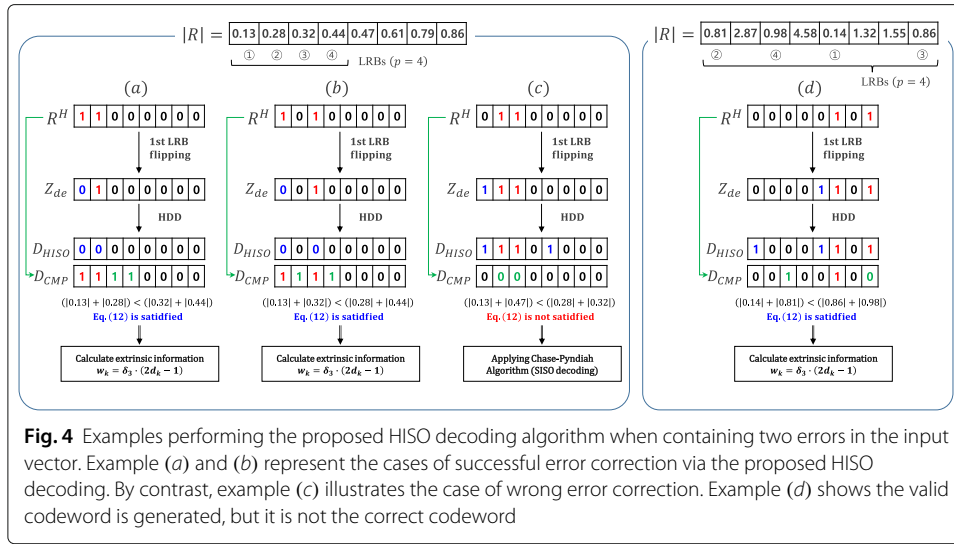 |R| = 0.13 0.28 0.32 0.44 0.47 0.61 0.79 0.86
① ② ③ ④
LRBs (p = 4)
(a)
R^H 1 1 0 0 0 0 0 0
1st LRB
flipping
Z_de 0 1 0 0 0 0 0 0
HDD
D_HISO 0 0 0 0 0 0 0 0
D_CMP 1 1 1 1 0 0 0 0
(|0.13| + |0.28|) < (|0.32| + |0.44|)
Eq. (12) is satidfied
Calculate extrinsic information
w_k = δ_3 · (2d_k − 1)
(b)
R^H 1 0 1 0 0 0 0 0
1st LRB
flipping
Z_de 0 0 1 0 0 0 0 0
HDD
D_HISO 0 0 0 0 0 0 0 0
D_CMP 1 1 1 1 0 0 0 0
(|0.13| + |0.32|) < (|0.28| + |0.44|)
Eq. (12) is satidfied
Calculate extrinsic information
w_k = δ_3 · (2d_k − 1)
(c)
R^H 0 1 1 0 0 0 0 0
1st LRB
flipping
Z_de 1 1 1 0 0 0 0 0
HDD
D_HISO 1 1 1 0 1 0 0 0
D_CMP 0 0 0 0 0 0 0 0
(|0.13| + |0.47|) < (|0.28| + |0.32|)
Eq. (12) is not satidfied
Applying Chase-Pyndiah
Algorithm (SISO decoding)
|R| = 0.81 2.87 0.98 4.58 0.14 1.32 1.55 0.86
② ④ ① ③
LRBs (p = 4)
(d)
R^H 0 0 0 0 0 1 0 1
1st LRB
flipping
Z_de 0 0 0 0 1 1 0 1
HDD
D_HISO 1 0 0 0 1 1 0 1
D_CMP 0 0 1 0 0 1 0 0
(|0.14| + |0.81|) < (|0.86| + |0.98|)
Eq. (12) is satidfied
Calculate extrinsic information
w_k = δ_3 · (2d_k − 1)
Fig. 4 Examples performing the proposed HISO decoding algorithm when containing two errors in the input
vector. Example (a) and (b) represent the cases of successful error correction via the proposed HISO
decoding. By contrast, example (c) illustrates the case of wrong error correction. Example (d) shows the valid
codeword is generated, but it is not the correct codeword